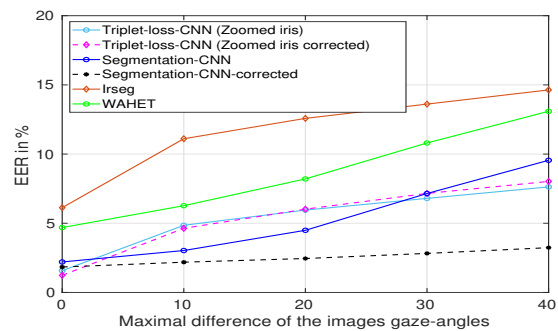 20
15
10
5
0
EER in %
Triplet-loss-CNN (Zoomed iris)
Triplet-loss-CNN (Zoomed iris corrected)
Segmentation-CNN
Segmentation-CNN-corrected
Irseg
WAHET
0 10 20 30 40
Maximal difference of the images gaze-angles